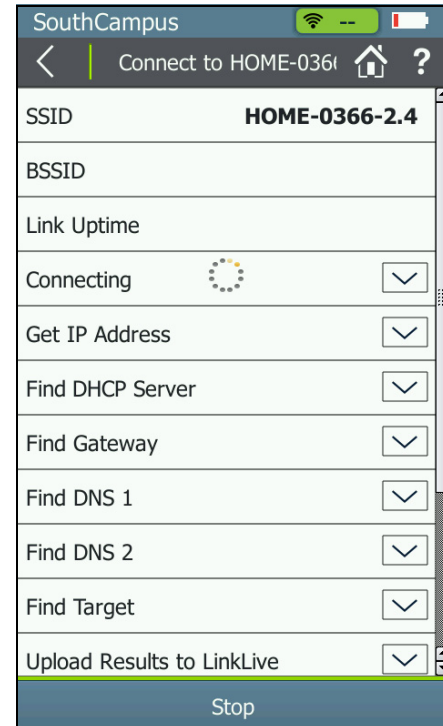 SouthCampus --
Connect to HOME-036 ?
SSID HOME-0366-2.4
BSSID
Link Uptime
Connecting
Get IP Address
Find DHCP Server
Find Gateway
Find DNS 1
Find DNS 2
Find Target
Upload Results to LinkLive
Stop